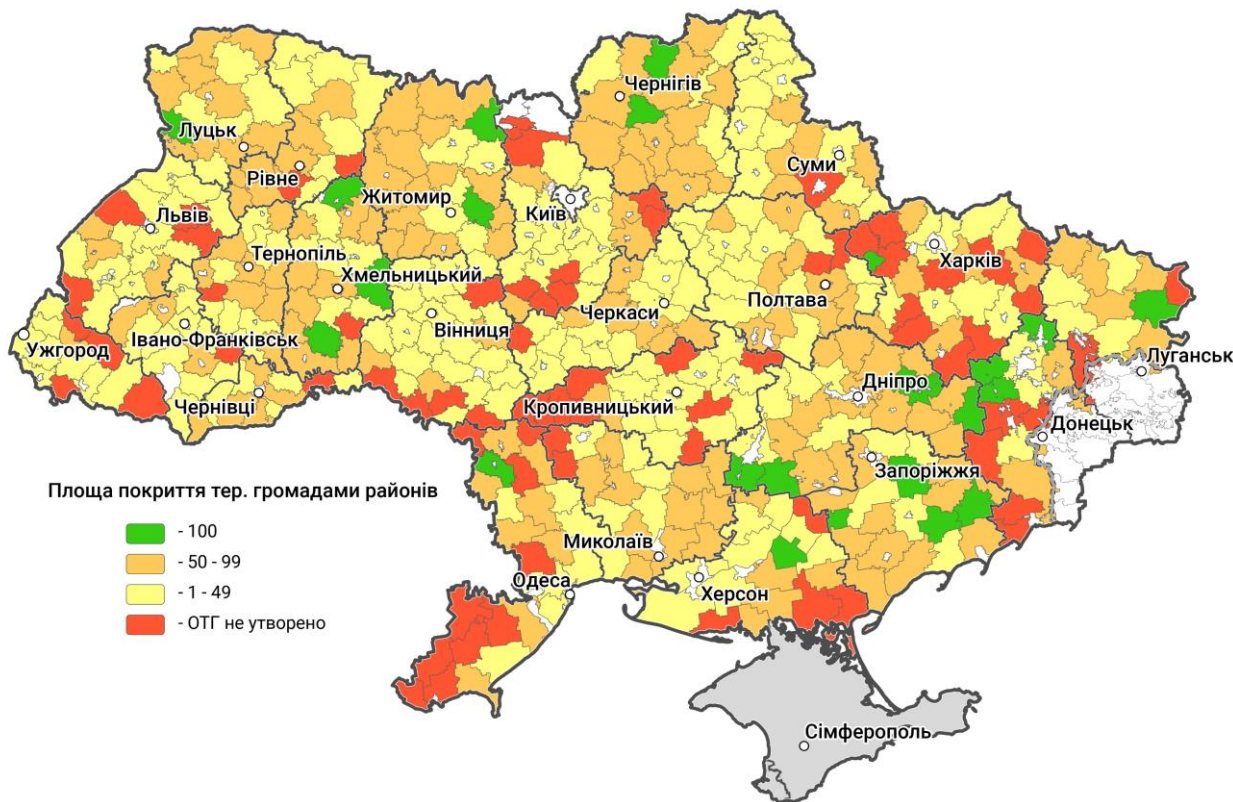 Чернігів
Луцьк
Суми
Рівне
Житомир
Київ
Львів
Харків
Тернопіль
Хмельницький
Полтава
Черкаси
Вінниця
Івано-Франківськ
Ужгород
Луганськ
Дніпро
Чернівці
Кропивницький
Донецьк
Запоріжжя
Площа покриття тер. громадами районів
- 100
- 50 - 99
- 1 - 49
- ОТГ не утворено
Миколаїв
Одеса
Херсон
Сімферополь